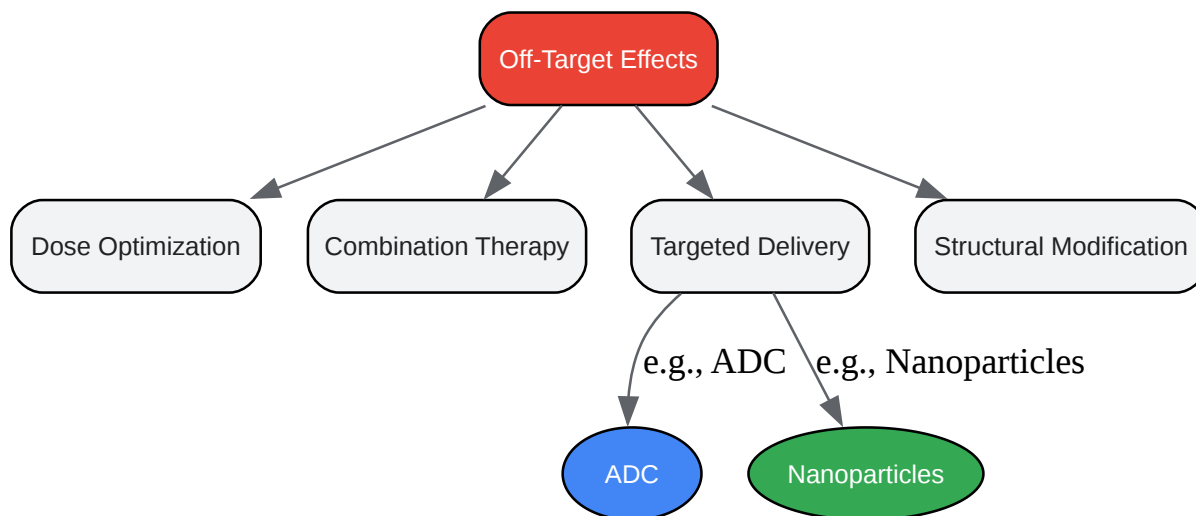 Off-Target Effects
Dose Optimization
Combination Therapy
Targeted Delivery
Structural Modification
e.g., ADC
e.g., Nanoparticles
ADC
Nanoparticles